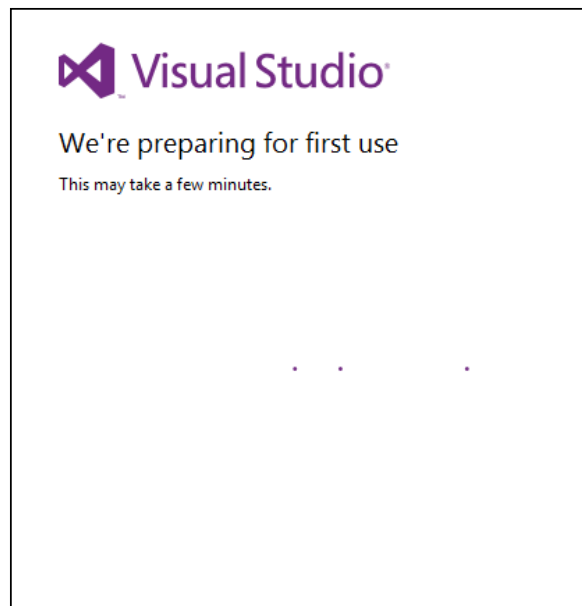 Visual Studio®
We're preparing for first use
This may take a few minutes.